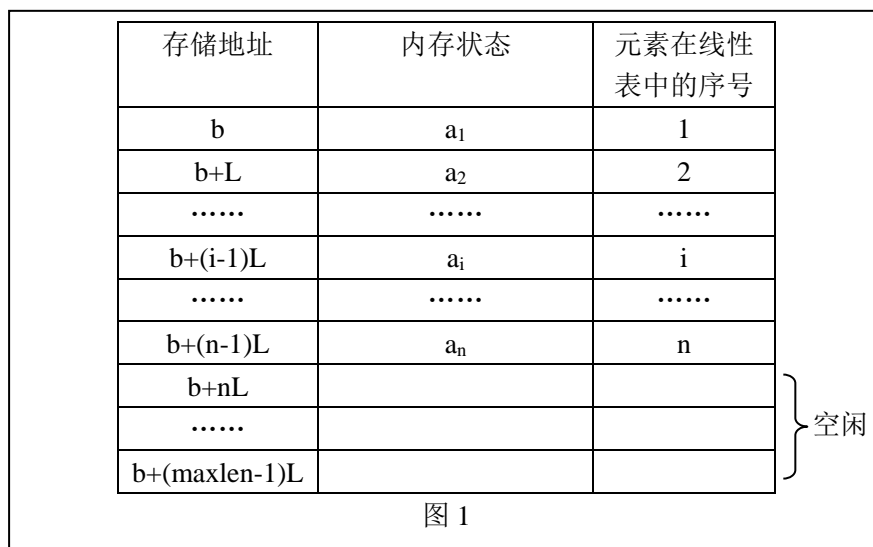 存储地址 内存状态 元素在线性
表中的序号
b a₁ 1
b+L a₂ 2
…… …… ……
b+(i-1)L aᵢ i
…… …… ……
b+(n-1)L aₙ n
b+nL
……
空闲
b+(maxlen-1)L
图 1